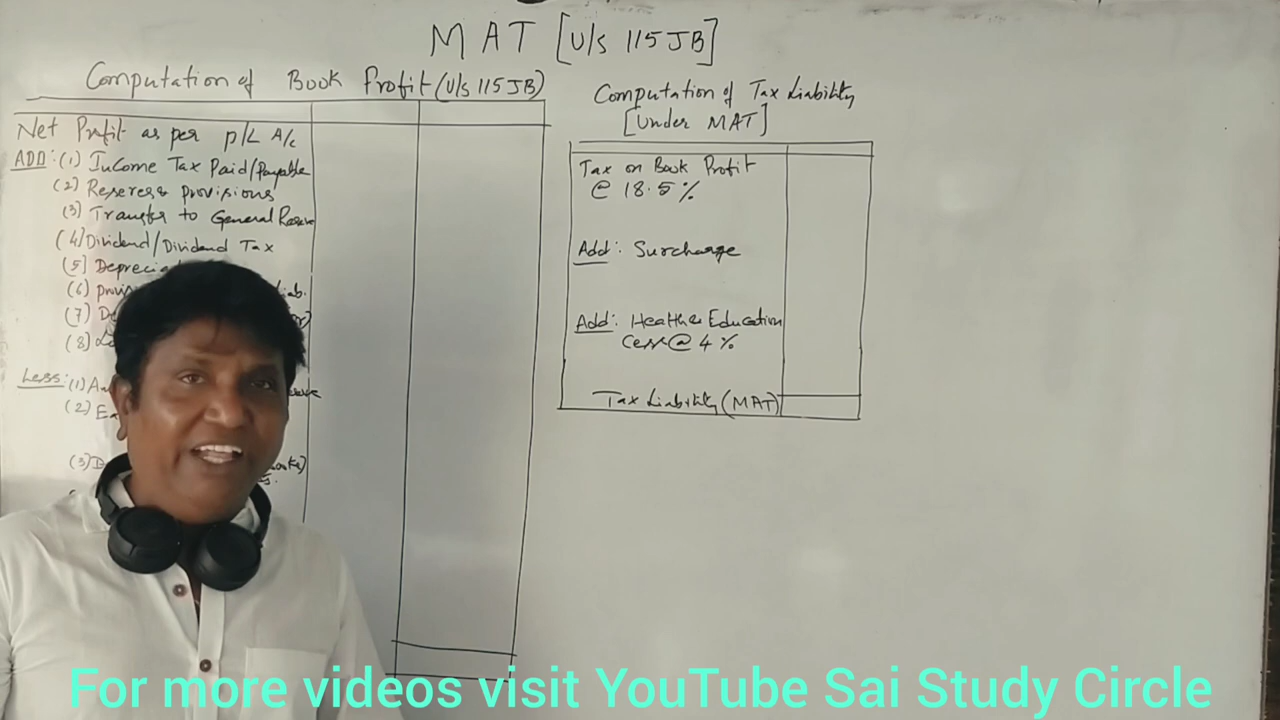 MAT [U/s 115JB]
Computation of Book Profit (U/s 115JB)
Net Profit as per P/L A/c
ADD: (1) Income Tax Paid/Payable
(2) Reseres & provisions
(3) Transfer to General Reserve
(4) Dividend/Dividend Tax
(5)
(6)
(7)
(8)
Less: (1)
(2)
(3)
Computation of Tax Liability
[Under MAT]
Tax on Book Profit
@ 18.5%
Add: Surcharge
Add: Health & Education
Cess @ 4%
Tax Liability (MAT)
For more videos visit YouTube Sai Study Circle